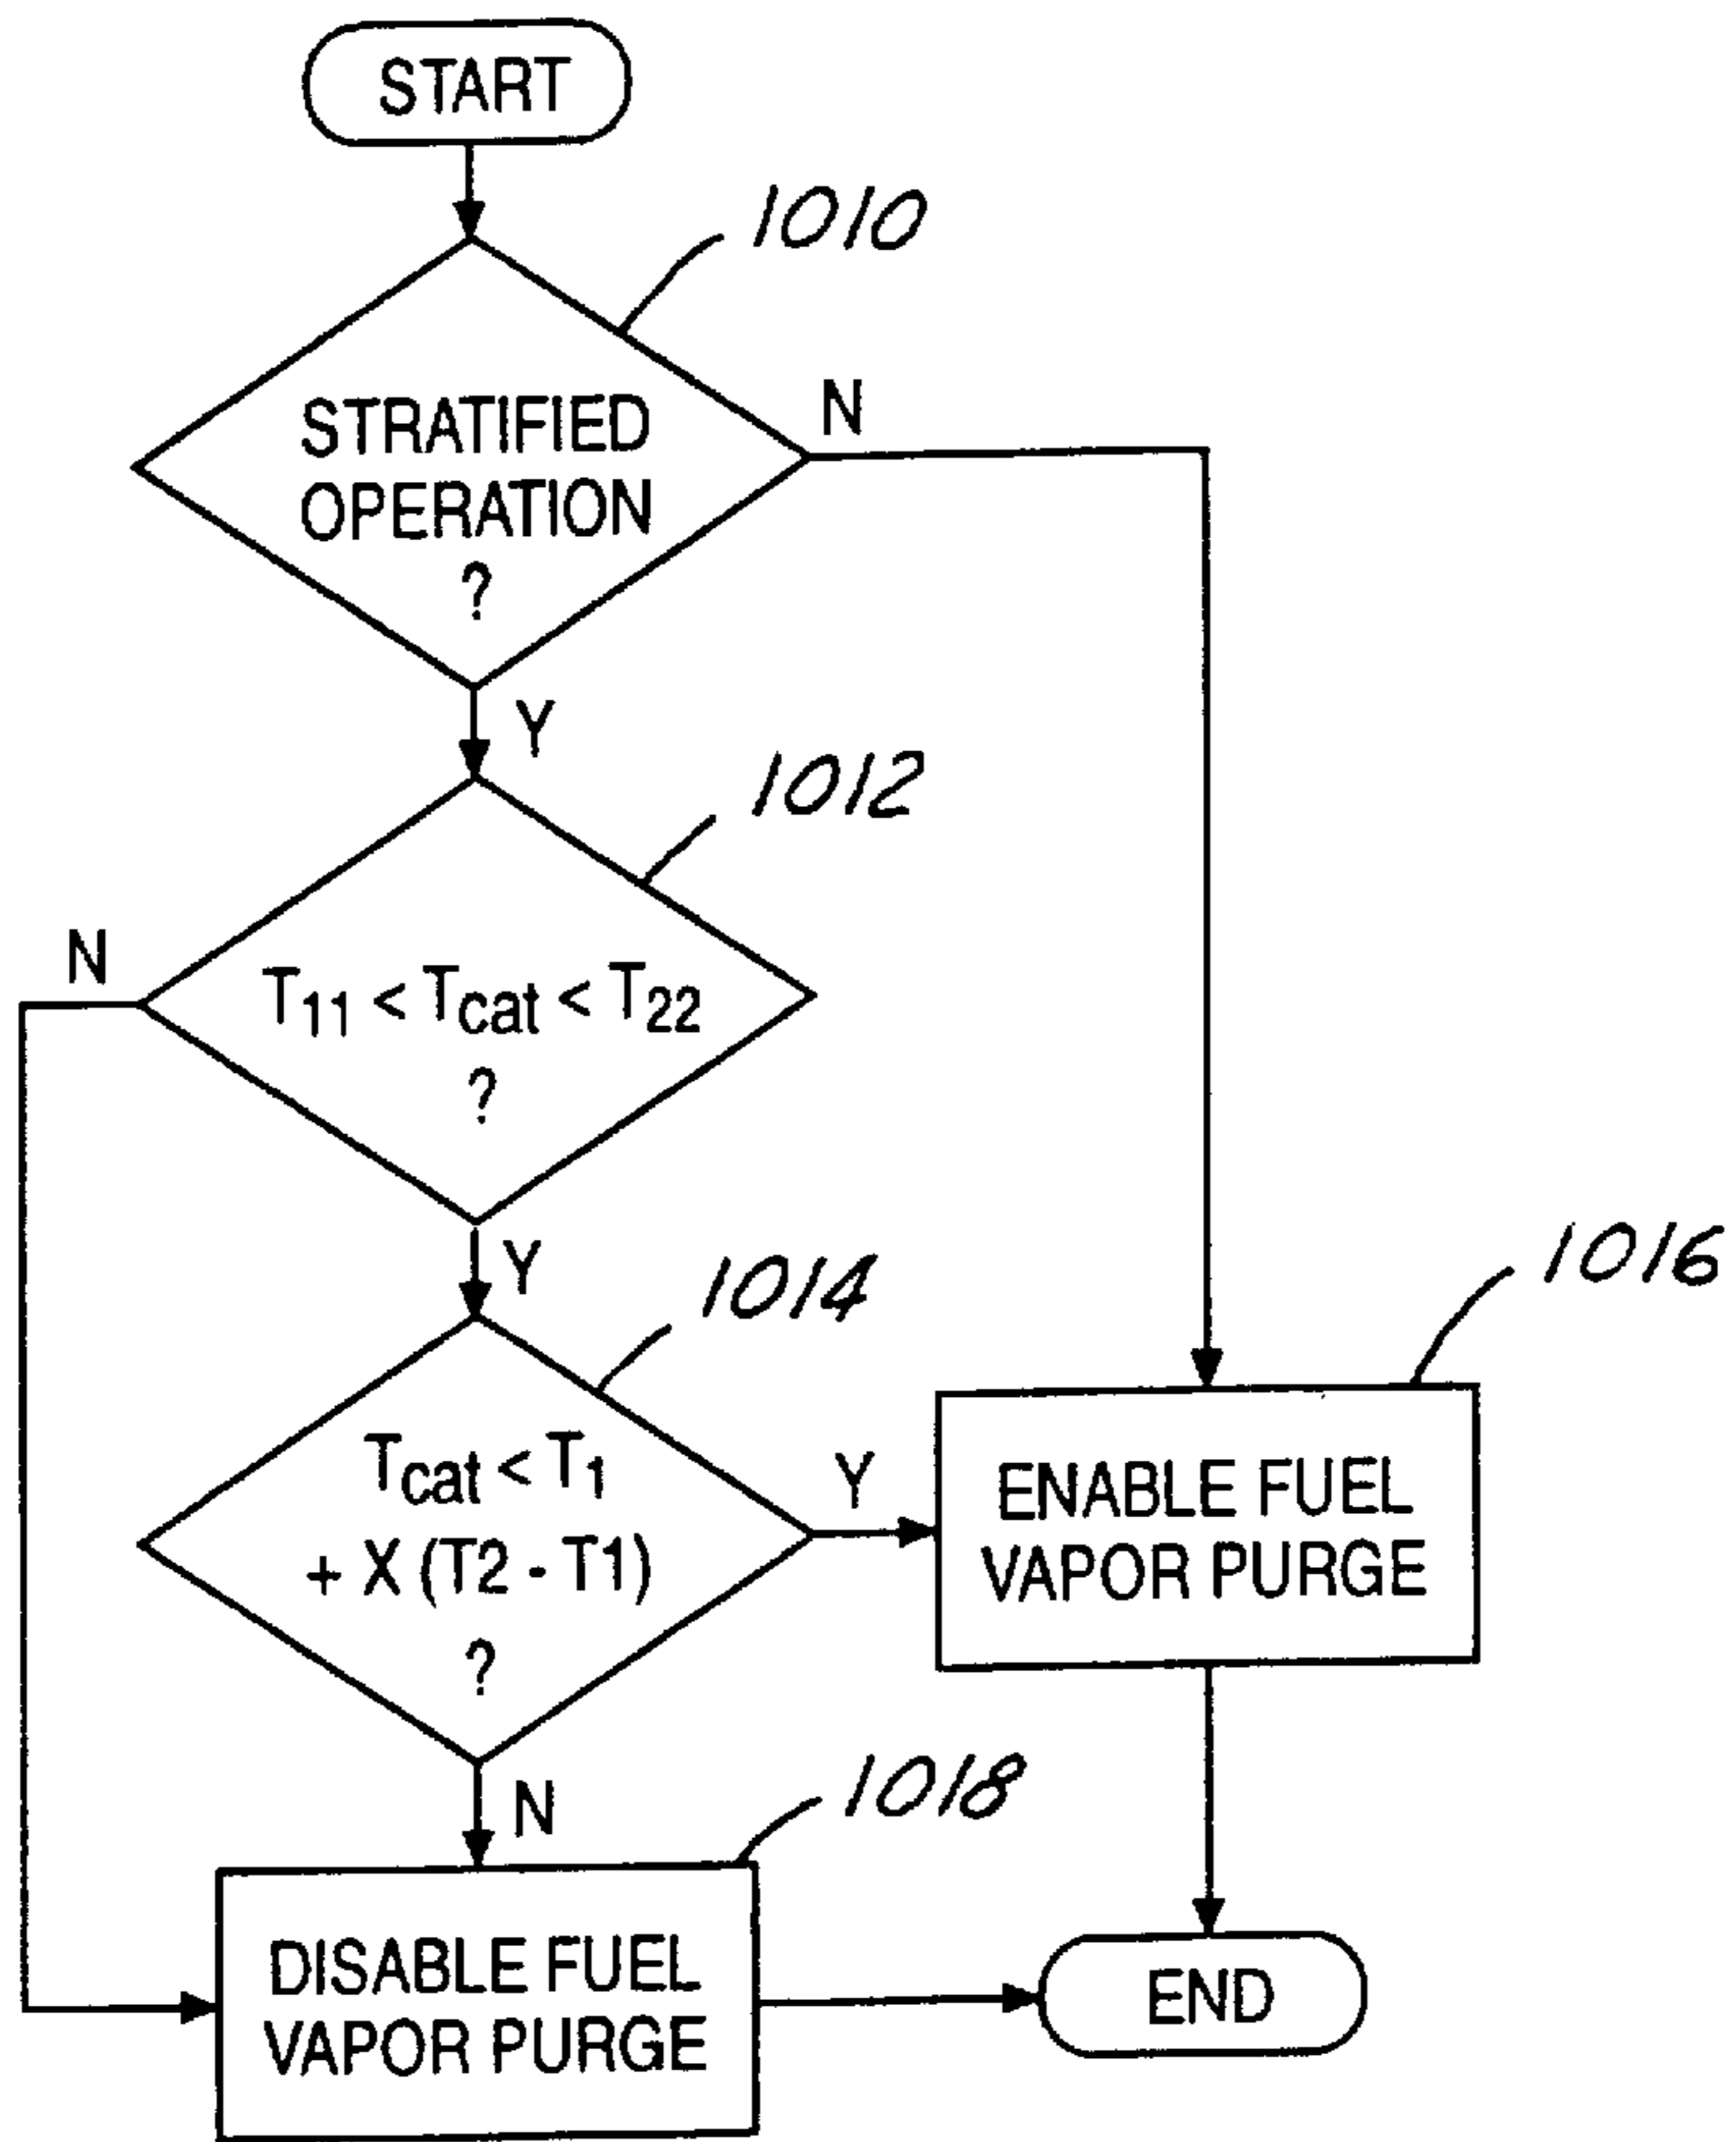 START
1010
STRATIFIED
OPERATION
?
N
Y
1012
N
T₁₁ < Tcat < T₂₂
?
Y
1014
Tcat < T₁
+ X (T2 - T1)
?
Y
1016
ENABLE FUEL
VAPOR PURGE
N
1018
DISABLE FUEL
VAPOR PURGE
END